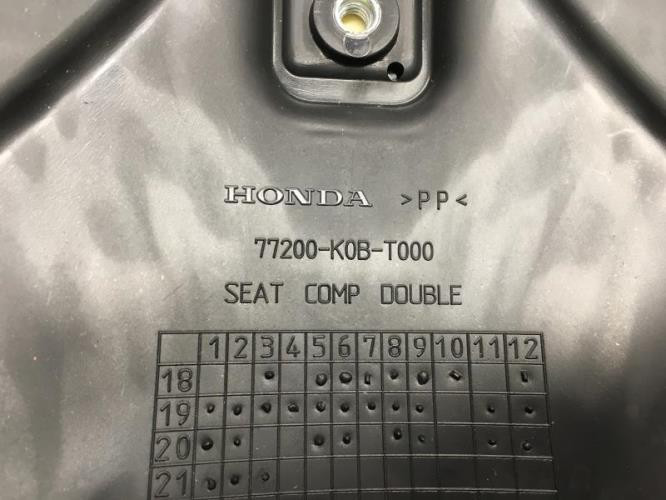 HONDA >PP<
77200-K0B-T000
SEAT COMP DOUBLE
1 2 3 4 5 6 7 8 9 10 11 12
18
19
20
21